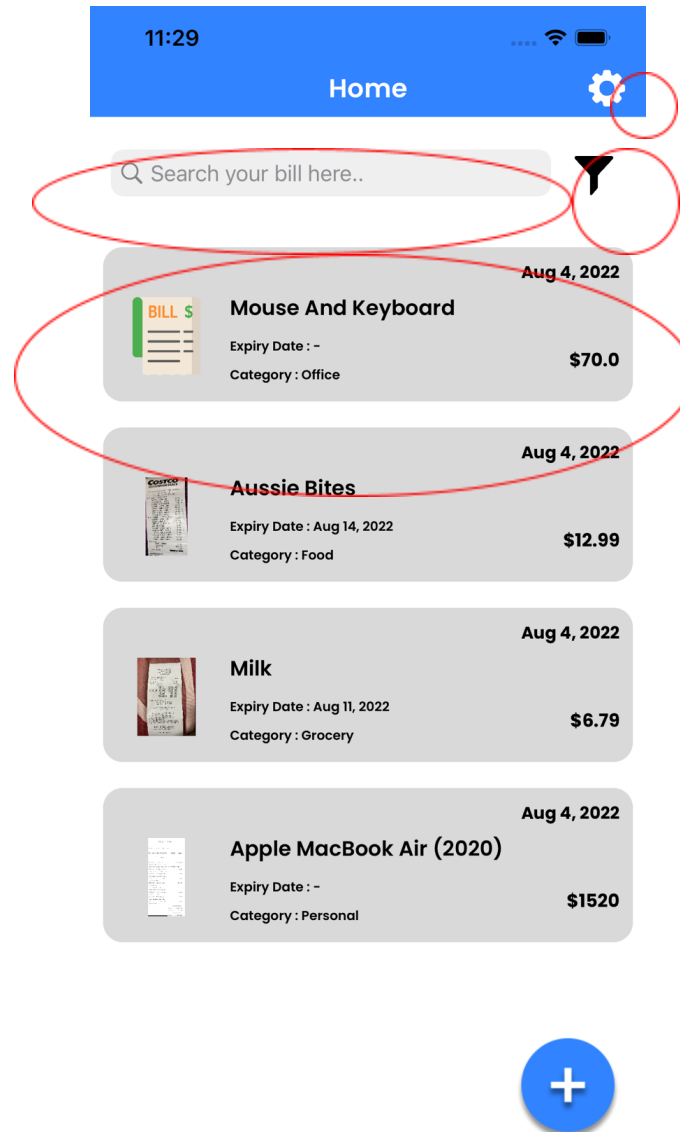 11:29
Home
Search your bill here..
Aug 4, 2022
BILL $
Mouse And Keyboard
Expiry Date : -
$70.0
Category : Office
Aug 4, 2022
COSTCO
Aussie Bites
Expiry Date : Aug 14, 2022
$12.99
Category : Food
Aug 4, 2022
Milk
Expiry Date : Aug 11, 2022
$6.79
Category : Grocery
Aug 4, 2022
Apple MacBook Air (2020)
Expiry Date : -
$1520
Category : Personal